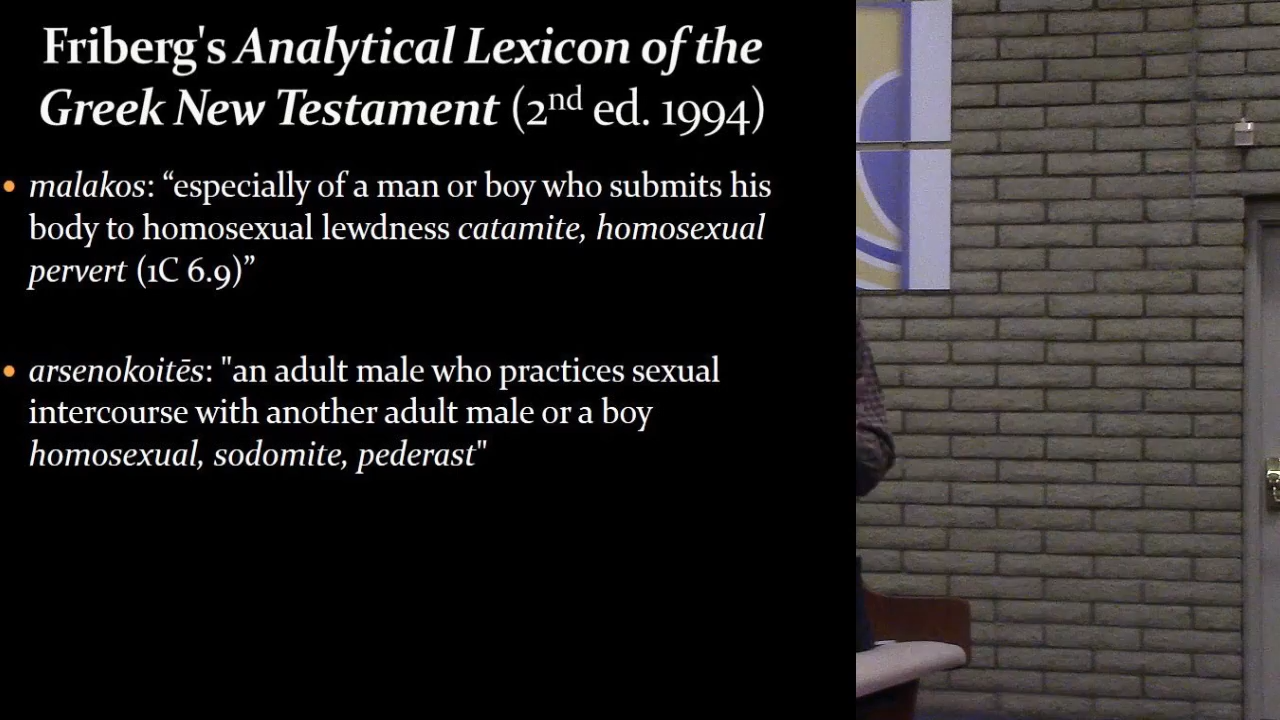 Friberg's Analytical Lexicon of the
Greek New Testament (2nd ed. 1994)
• malakos: “especially of a man or boy who submits his
body to homosexual lewdness catamite, homosexual
pervert (1C 6.9)”
• arsenokoitēs: "an adult male who practices sexual
intercourse with another adult male or a boy
homosexual, sodomite, pederast"